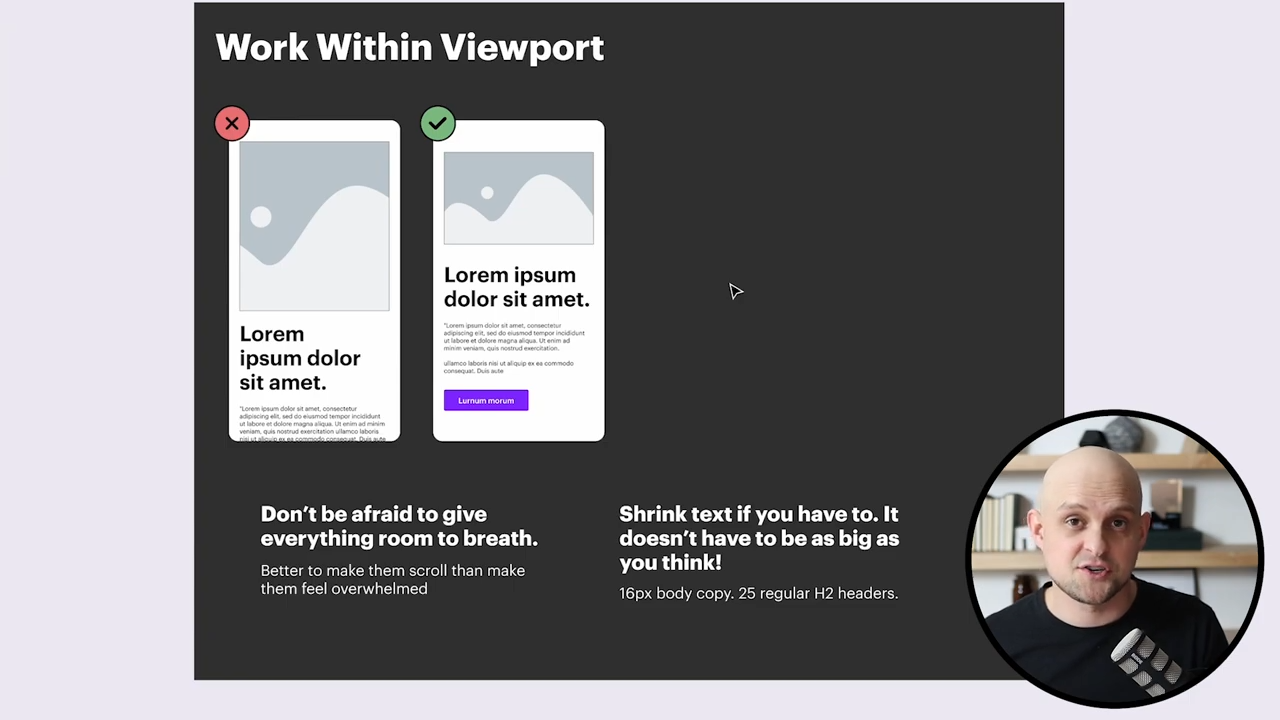 Work Within Viewport
Lorem
ipsum dolor
sit amet.
"Lorem ipsum dolor sit amet, consectetur
adipiscing elit, sed do eiusmod tempor incididunt
ut labore et dolore magna aliqua. Ut enim ad minim
veniam, quis nostrud exercitation ullamco laboris
nisi ut aliquip ex ea commodo consequat. Duis aute
Lorem ipsum
dolor sit amet.
"Lorem ipsum dolor sit amet, consectetur
adipiscing elit, sed do eiusmod tempor incididunt
ut labore et dolore magna aliqua. Ut enim ad
minim veniam, quis nostrud exercitation.
ullamco laboris nisi ut aliquip ex ea commodo
consequat. Duis aute
Lurnum morum
Don't be afraid to give
everything room to breath.
Better to make them scroll than make
them feel overwhelmed
Shrink text if you have to. It
doesn't have to be as big as
you think!
16px body copy. 25 regular H2 headers.